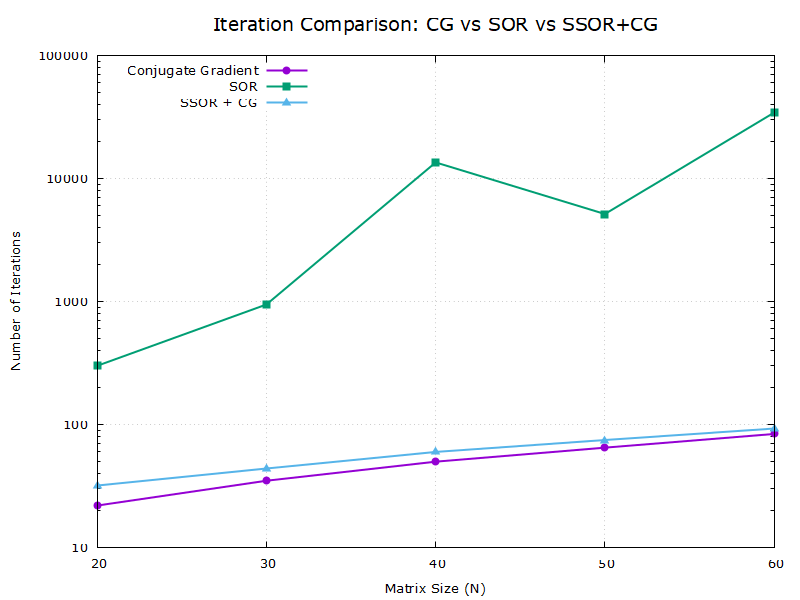 Iteration Comparison: CG vs SOR vs SSOR+CG
100000
Conjugate Gradient
SOR
SSOR + CG
10000
Number of Iterations
1000
100
10
20 30 40 50 60
Matrix Size (N)